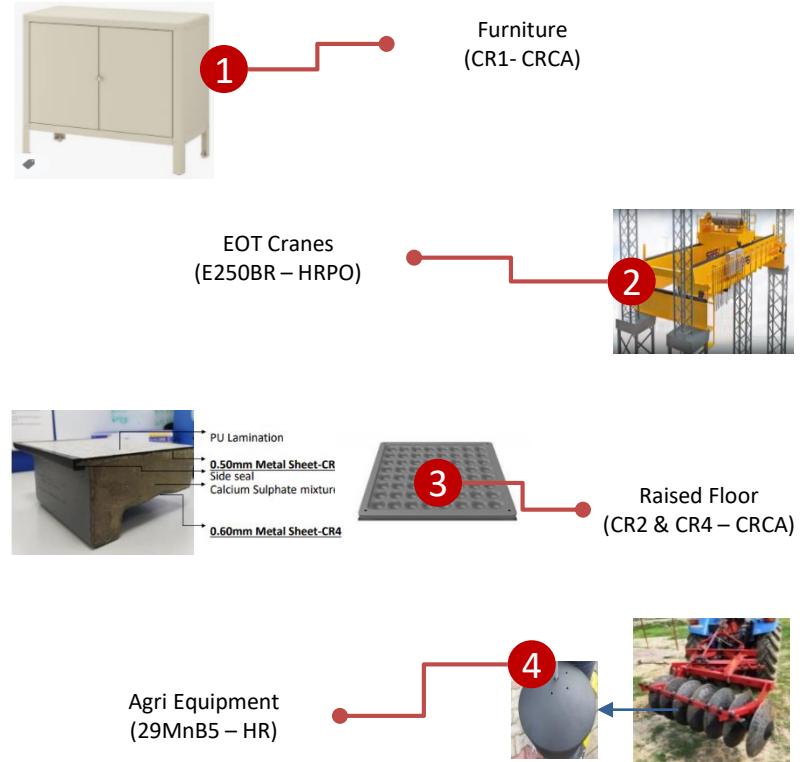 Furniture
(CR1- CRCA)
1
EOT Cranes
(E250BR – HRPO)
2
PU Lamination
0.50mm Metal Sheet-CR
Side seal
Calcium Sulphate mixture
0.60mm Metal Sheet-CR4
3
Raised Floor
(CR2 & CR4 – CRCA)
4
Agri Equipment
(29MnB5 – HR)